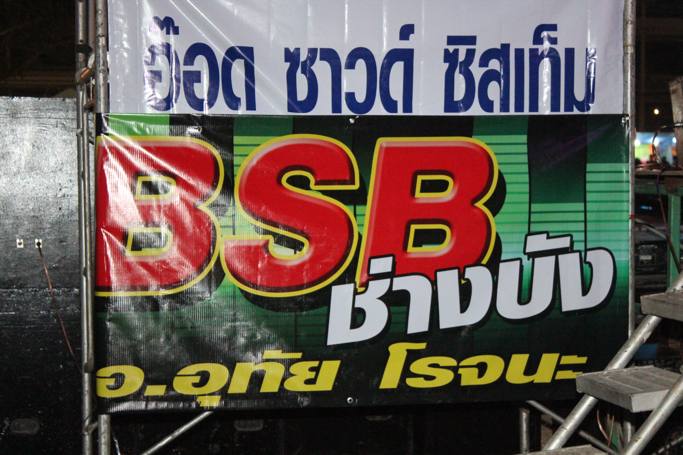 อ๊อด ซาวด์ ซิสเท็ม
BSB
ช่างบัง
อ.อุทัย โรจนะ